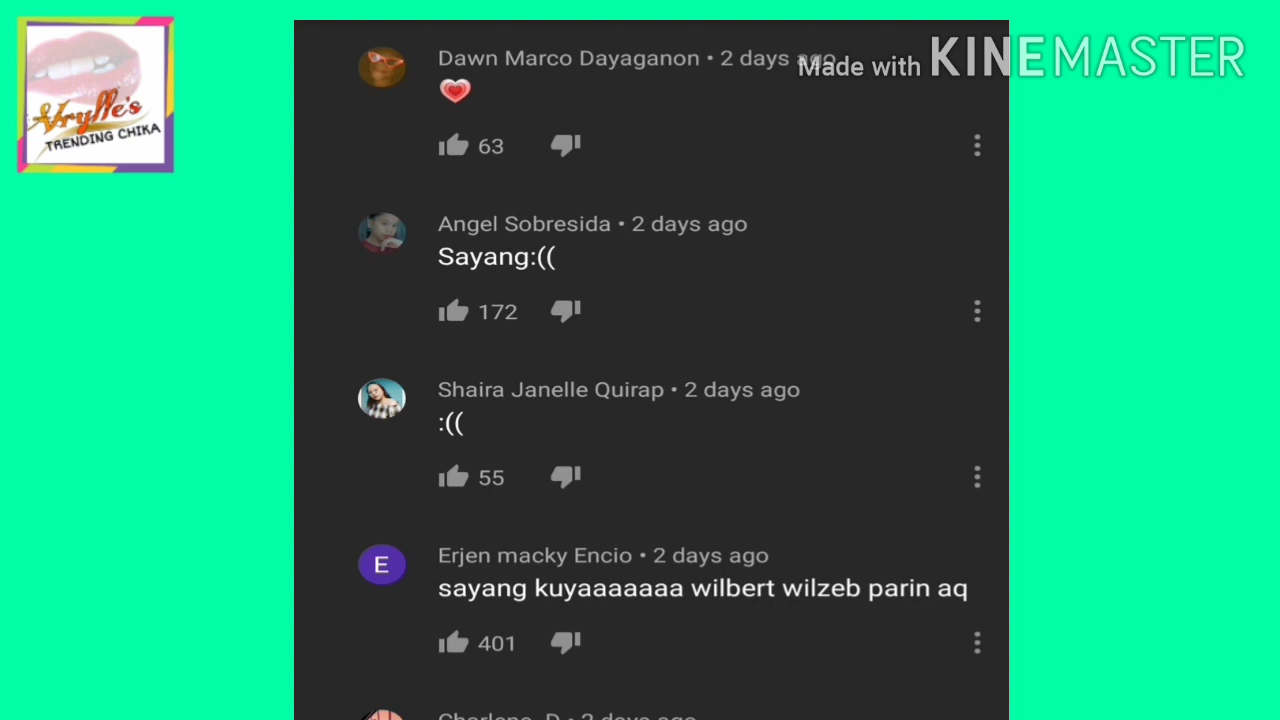 Vrylle's
TRENDING CHIKA
Made with KINEMASTER
Dawn Marco Dayaganon • 2 days ago
63
Angel Sobresida • 2 days ago
Sayang:((
172
Shaira Janelle Quirap • 2 days ago
:((
55
E
Erjen macky Encio • 2 days ago
sayang kuyaaaaaaa wilbert wilzeb parin aq
401